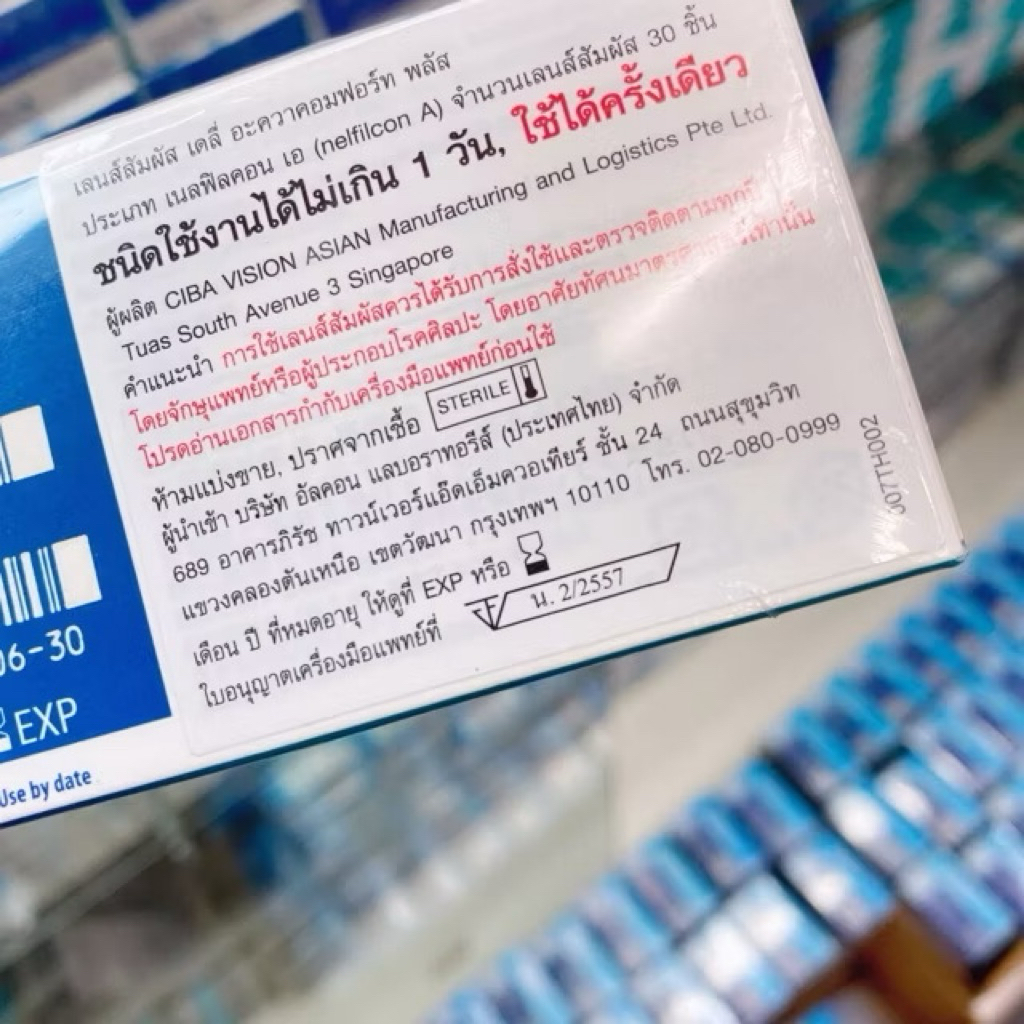 เลนส์สัมผัส เดลี่ อะควาคอมฟอร์ท พลัส
ประเภท เนลฟิลคอน เอ (nelfilcon A) จำนวนเลนส์สัมผัส 30 ชิ้น
ชนิดใช้งานได้ไม่เกิน 1 วัน, ใช้ได้ครั้งเดียว
ผู้ผลิต CIBA VISION ASIAN Manufacturing and Logistics Pte Ltd.
Tuas South Avenue 3 Singapore
คำแนะนำ การใช้เลนส์สัมผัสควรได้รับการสั่งใช้และตรวจติดตามทุกปี
โดยจักษุแพทย์หรือผู้ประกอบโรคศิลปะ โดยอาศัยทัศนมาตรศาสตร์เท่านั้น
โปรดอ่านเอกสารกำกับเครื่องมือแพทย์ก่อนใช้
ห้ามแบ่งขาย, ปราศจากเชื้อ STERILE
ผู้นำเข้า บริษัท อัลคอน แลบอราทอรีส์ (ประเทศไทย) จำกัด
689 อาคารภิรัช ทาวน์เวอร์แอ๊ดเอ็มควอเทียร์ ชั้น 24 ถนนสุขุมวิท
แขวงคลองตันเหนือ เขตวัฒนา กรุงเทพฯ 10110 โทร. 02-080-0999
เดือน ปี ที่หมดอายุ ให้ดูที่ EXP หรือ
ใบอนุญาตเครื่องมือแพทย์ที่ น. 2/2557
J077TH002
06-30
EXP
Use by date